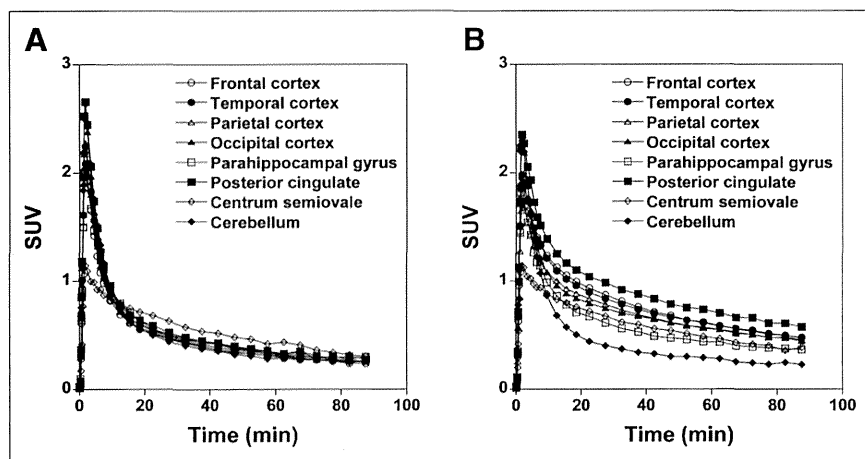 A
3
2
1
0
SUV
Frontal cortex
Temporal cortex
Parietal cortex
Occipital cortex
Parahippocampal gyrus
Posterior cingulate
Centrum semiovale
Cerebellum
0 20 40 60 80 100
Time (min)
B
3
2
1
0
SUV
Frontal cortex
Temporal cortex
Parietal cortex
Occipital cortex
Parahippocampal gyrus
Posterior cingulate
Centrum semiovale
Cerebellum
0 20 40 60 80 100
Time (min)